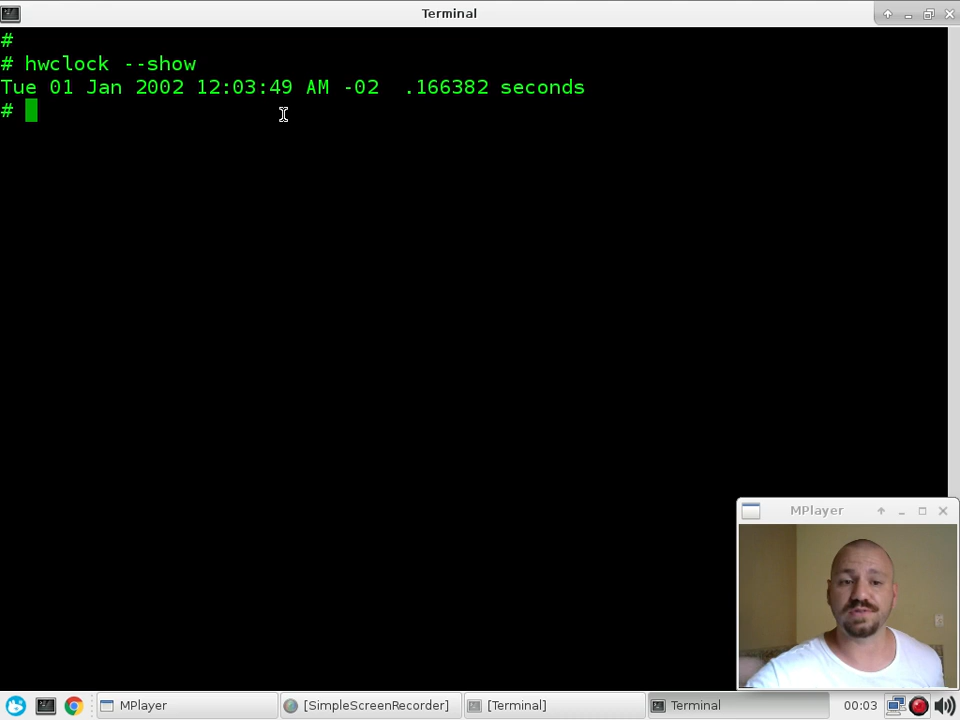 Terminal
#
# hwclock --show
Tue 01 Jan 2002 12:03:49 AM -02  .166382 seconds
#
MPlayer
MPlayer
[SimpleScreenRecorder]
[Terminal]
Terminal
00:03